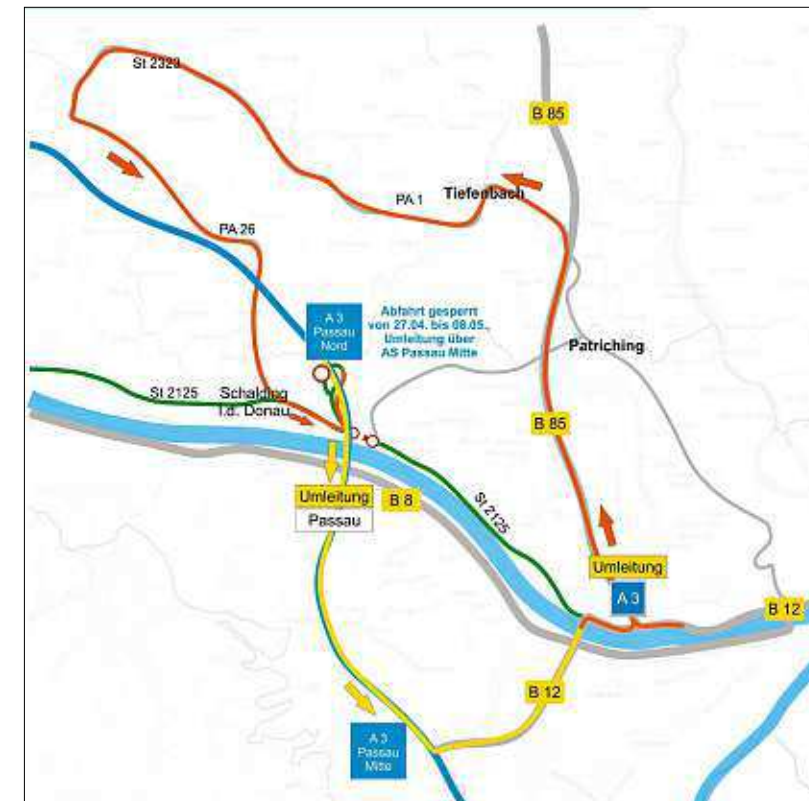 St 2323
B 85
PA 1
Tiefenbach
PA 26
A 3
Passau
Nord
Abfahrt gesperrt
von 27.04. bis 08.05.,
Umleitung über
AS Passau Mitte
Patriching
St 2125
Schalding
l.d. Donau
B 85
Umleitung
Passau
B 8
St 2125
Umleitung
A 3
B 12
B 12
A 3
Passau
Mitte